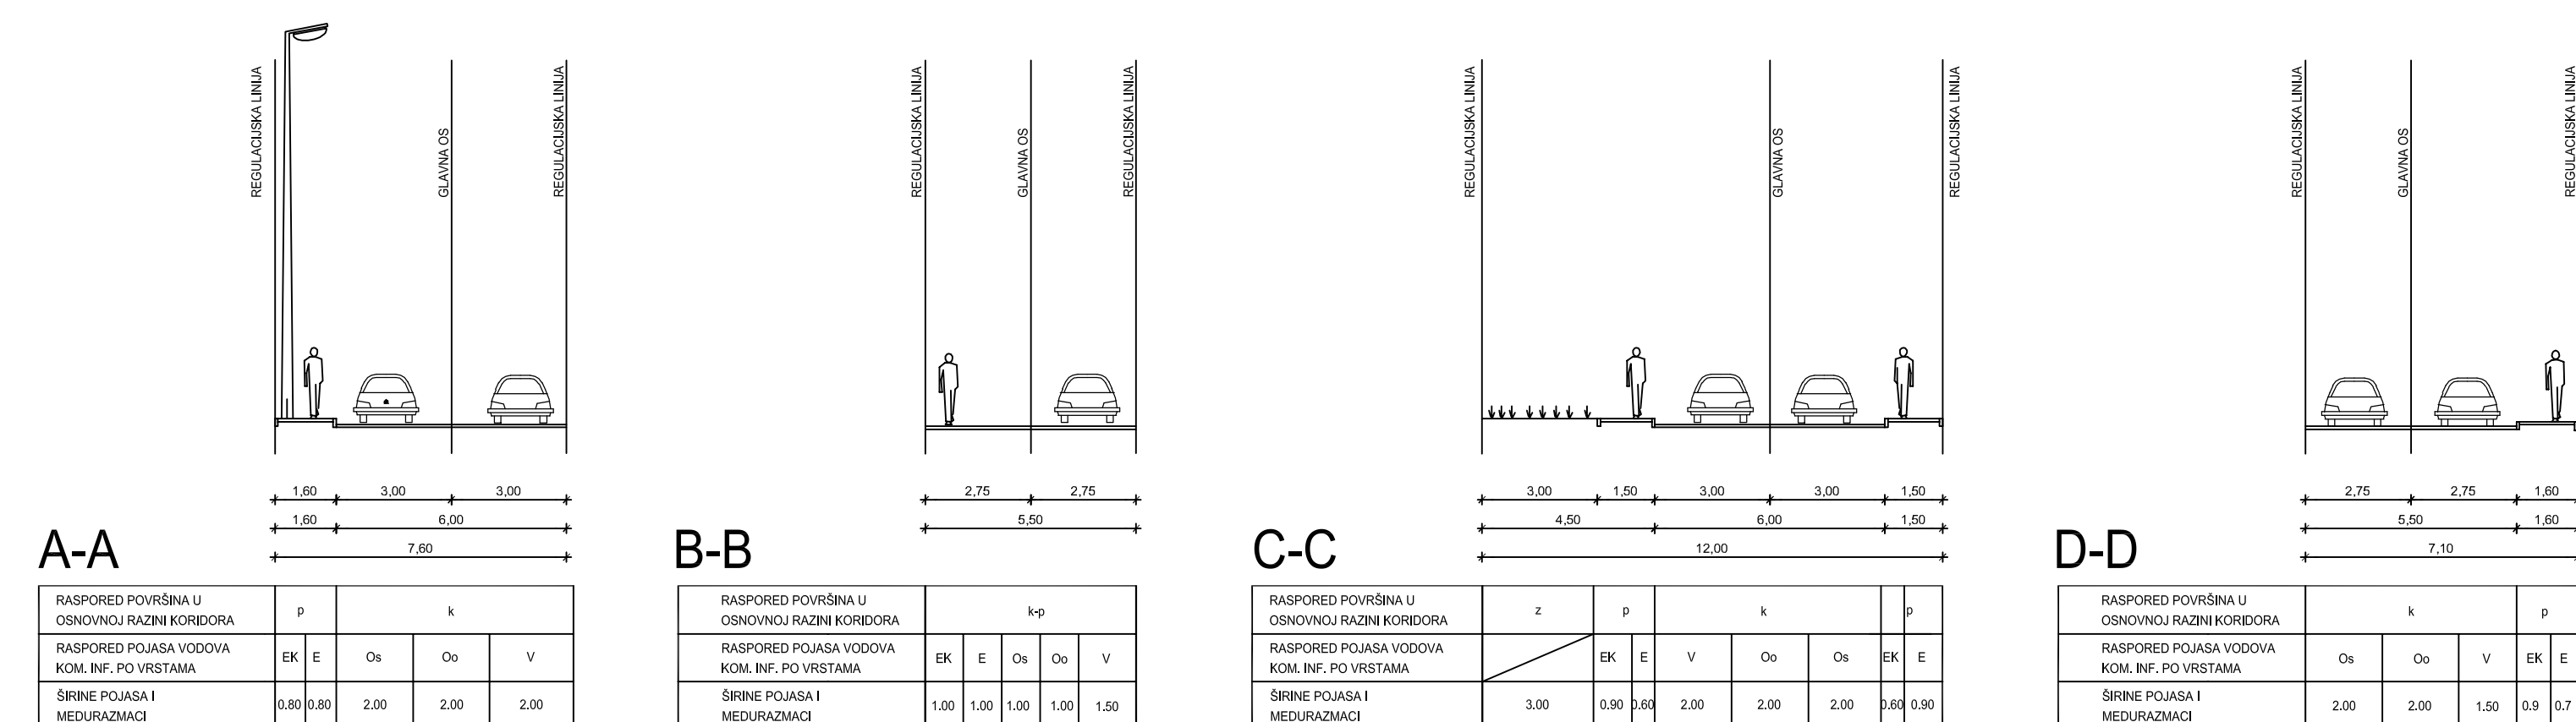 REGULACIJSKA LINIJA
GLAVNA OS
REGULACIJSKA LINIJA
1,60 3,00 3,00
1,60 6,00
7,60
A-A
RASPORED POVRŠINA U
OSNOVNOJ RAZINI KORIDORA
p k
RASPORED POJASA VODOVA
KOM. INF. PO VRSTAMA
EK E Os Oo V
ŠIRINE POJASA I
MEDURAZMACI
0.80 0.80 2.00 2.00 2.00
REGULACIJSKA LINIJA
GLAVNA OS
REGULACIJSKA LINIJA
2,75 2,75
5,50
B-B
RASPORED POVRŠINA U
OSNOVNOJ RAZINI KORIDORA
k-p
RASPORED POJASA VODOVA
KOM. INF. PO VRSTAMA
EK E Os Oo V
ŠIRINE POJASA I
MEDURAZMACI
1.00 1.00 1.00 1.00 1.50
REGULACIJSKA LINIJA
GLAVNA OS
REGULACIJSKA LINIJA
3,00 1,50 3,00 3,00 1,50
4,50 6,00 1,50
12,00
C-C
RASPORED POVRŠINA U
OSNOVNOJ RAZINI KORIDORA
z p k p
RASPORED POJASA VODOVA
KOM. INF. PO VRSTAMA
EK E V Oo Os EK E
ŠIRINE POJASA I
MEDURAZMACI
3.00 0.90 0.60 2.00 2.00 2.00 0.60 0.90
REGULACIJSKA LINIJA
GLAVNA OS
REGULACIJSKA LINIJA
2,75 2,75 1,60
5,50 1,60
7,10
D-D
RASPORED POVRŠINA U
OSNOVNOJ RAZINI KORIDORA
k p
RASPORED POJASA VODOVA
KOM. INF. PO VRSTAMA
Os Oo V EK E
ŠIRINE POJASA I
MEDURAZMACI
2.00 2.00 1.50 0.9 0.7